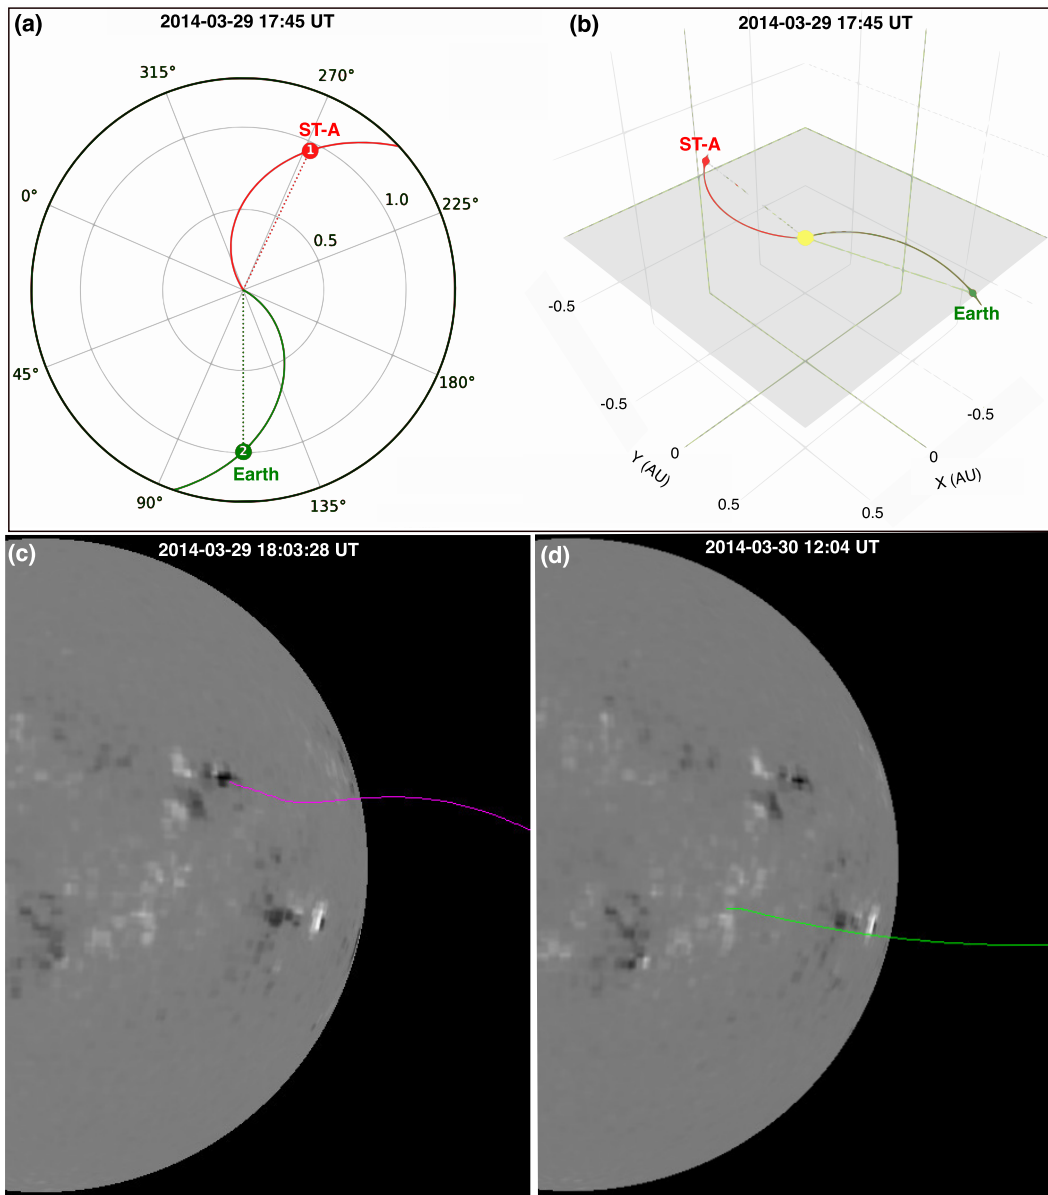 (a)
2014-03-29 17:45 UT
315°
270°
ST-A
1
0°
1.0
225°
0.5
45°
180°
2
Earth
90°
135°
(b)
2014-03-29 17:45 UT
ST-A
-0.5
Earth
-0.5
-0.5
0
0
Y (AU)
X (AU)
0.5
0.5
(c)
2014-03-29 18:03:28 UT
(d)
2014-03-30 12:04 UT